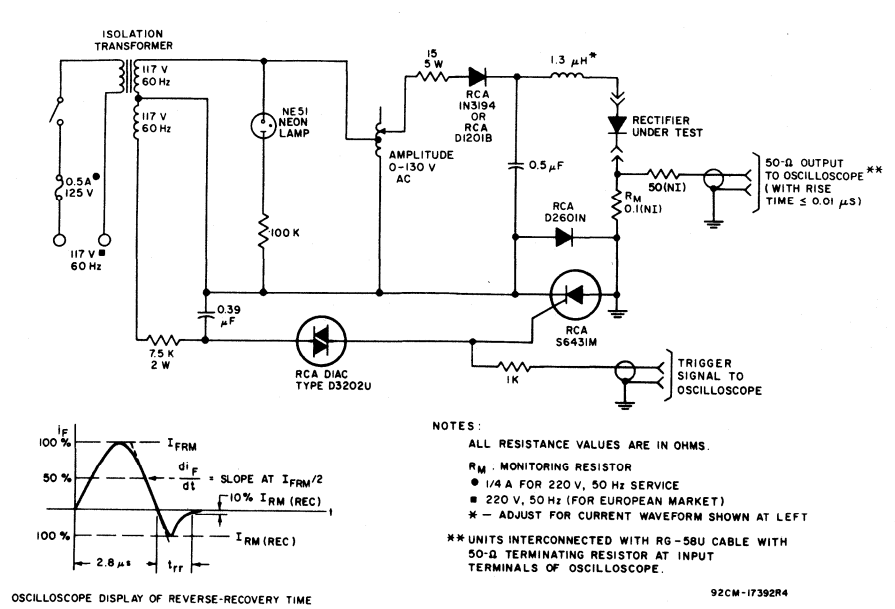 ISOLATION
TRANSFORMER
117 V
60 Hz
117 V
60 Hz
0.5A ●
125 V
117 V ■
60 Hz
NE51
NEON
LAMP
100 K
AMPLITUDE
0-130 V
AC
15
5 W
RCA
IN3194
OR
RCA
D1201B
1.3 μH*
RECTIFIER
UNDER TEST
0.5 μF
50(NI)
RM
0.1(NI)
50-Ω OUTPUT
TO OSCILLOSCOPE **
(WITH RISE
TIME ≤ 0.01 μS)
RCA
D2601N
RCA
S6431M
0.39
μF
7.5 K
2 W
RCA DIAC
TYPE D3202U
1K
TRIGGER
SIGNAL TO
OSCILLOSCOPE
iF
100 %
IFRM
50 %
diF/dt = SLOPE AT IFRM/2
10% IRM (REC)
t
100 %
IRM (REC)
2.8 μs
trr
OSCILLOSCOPE DISPLAY OF REVERSE-RECOVERY TIME
NOTES:
ALL RESISTANCE VALUES ARE IN OHMS.
RM . MONITORING RESISTOR
● 1/4 A FOR 220 V, 50 Hz SERVICE
■ 220 V, 50 Hz (FOR EUROPEAN MARKET)
* – ADJUST FOR CURRENT WAVEFORM SHOWN AT LEFT
** UNITS INTERCONNECTED WITH RG-58U CABLE WITH
50-Ω TERMINATING RESISTOR AT INPUT
TERMINALS OF OSCILLOSCOPE.
92CM-17392R4